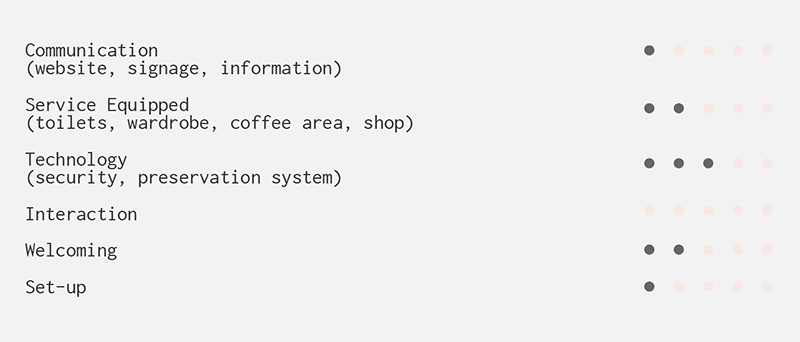 Communication
(website, signage, information)
Service Equipped
(toilets, wardrobe, coffee area, shop)
Technology
(security, preservation system)
Interaction
Welcoming
Set-up